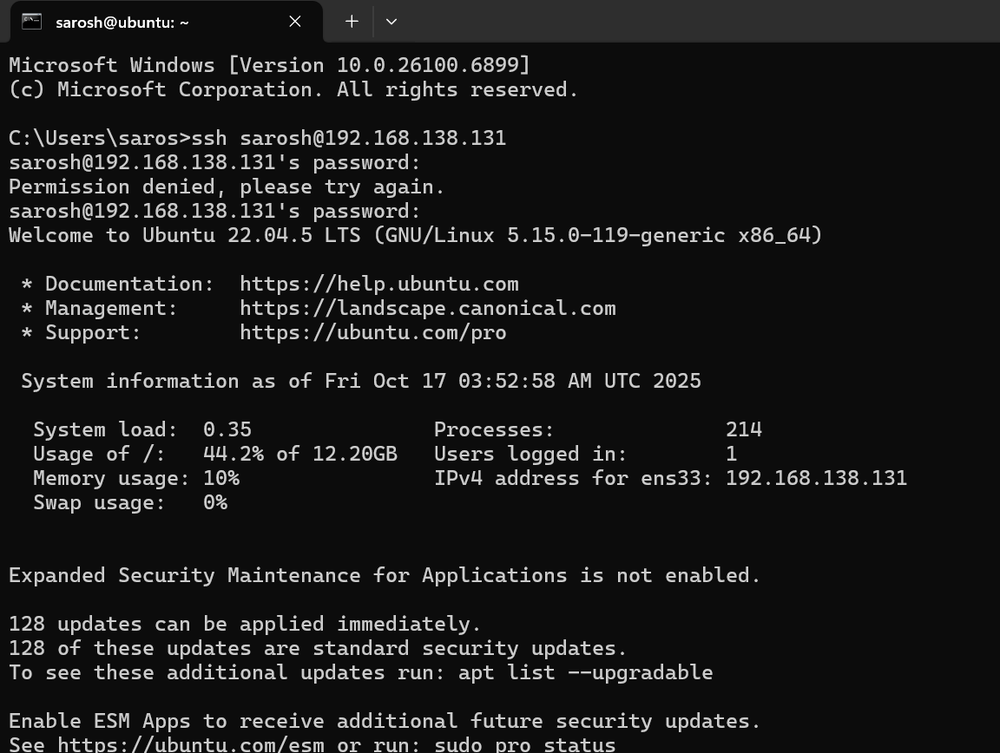 sarosh@ubuntu: ~
Microsoft Windows [Version 10.0.26100.6899]
(c) Microsoft Corporation. All rights reserved.
C:\Users\saros>ssh sarosh@192.168.138.131
sarosh@192.168.138.131's password:
Permission denied, please try again.
sarosh@192.168.138.131's password:
Welcome to Ubuntu 22.04.5 LTS (GNU/Linux 5.15.0-119-generic x86_64)
* Documentation:  https://help.ubuntu.com
* Management:     https://landscape.canonical.com
* Support:        https://ubuntu.com/pro
System information as of Fri Oct 17 03:52:58 AM UTC 2025
System load:  0.35               Processes:              214
Usage of /:   44.2% of 12.20GB   Users logged in:        1
Memory usage: 10%                IPv4 address for ens33: 192.168.138.131
Swap usage:   0%
Expanded Security Maintenance for Applications is not enabled.
128 updates can be applied immediately.
128 of these updates are standard security updates.
To see these additional updates run: apt list --upgradable
Enable ESM Apps to receive additional future security updates.
See https://ubuntu.com/esm or run: sudo pro status